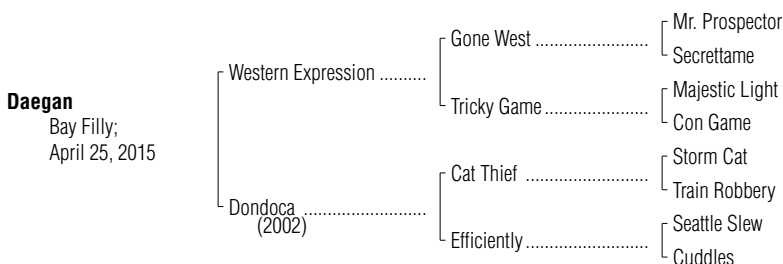 Mr. Prospector
Gone West ........................
Secrettame
Western Expression ..........
Majestic Light
Tricky Game ......................
Con Game
Daegan
Bay Filly;
April 25, 2015
Storm Cat
Cat Thief ..........................
Train Robbery
Dondoca ..........................
(2002)
Seattle Slew
Efficiently ..........................
Cuddles